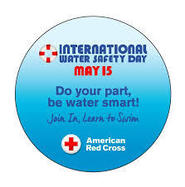 INTERNATIONAL
WATER SAFETY DAY
MAY 15
Do your part,
be water smart!
Join In, Learn to Swim
American
Red Cross